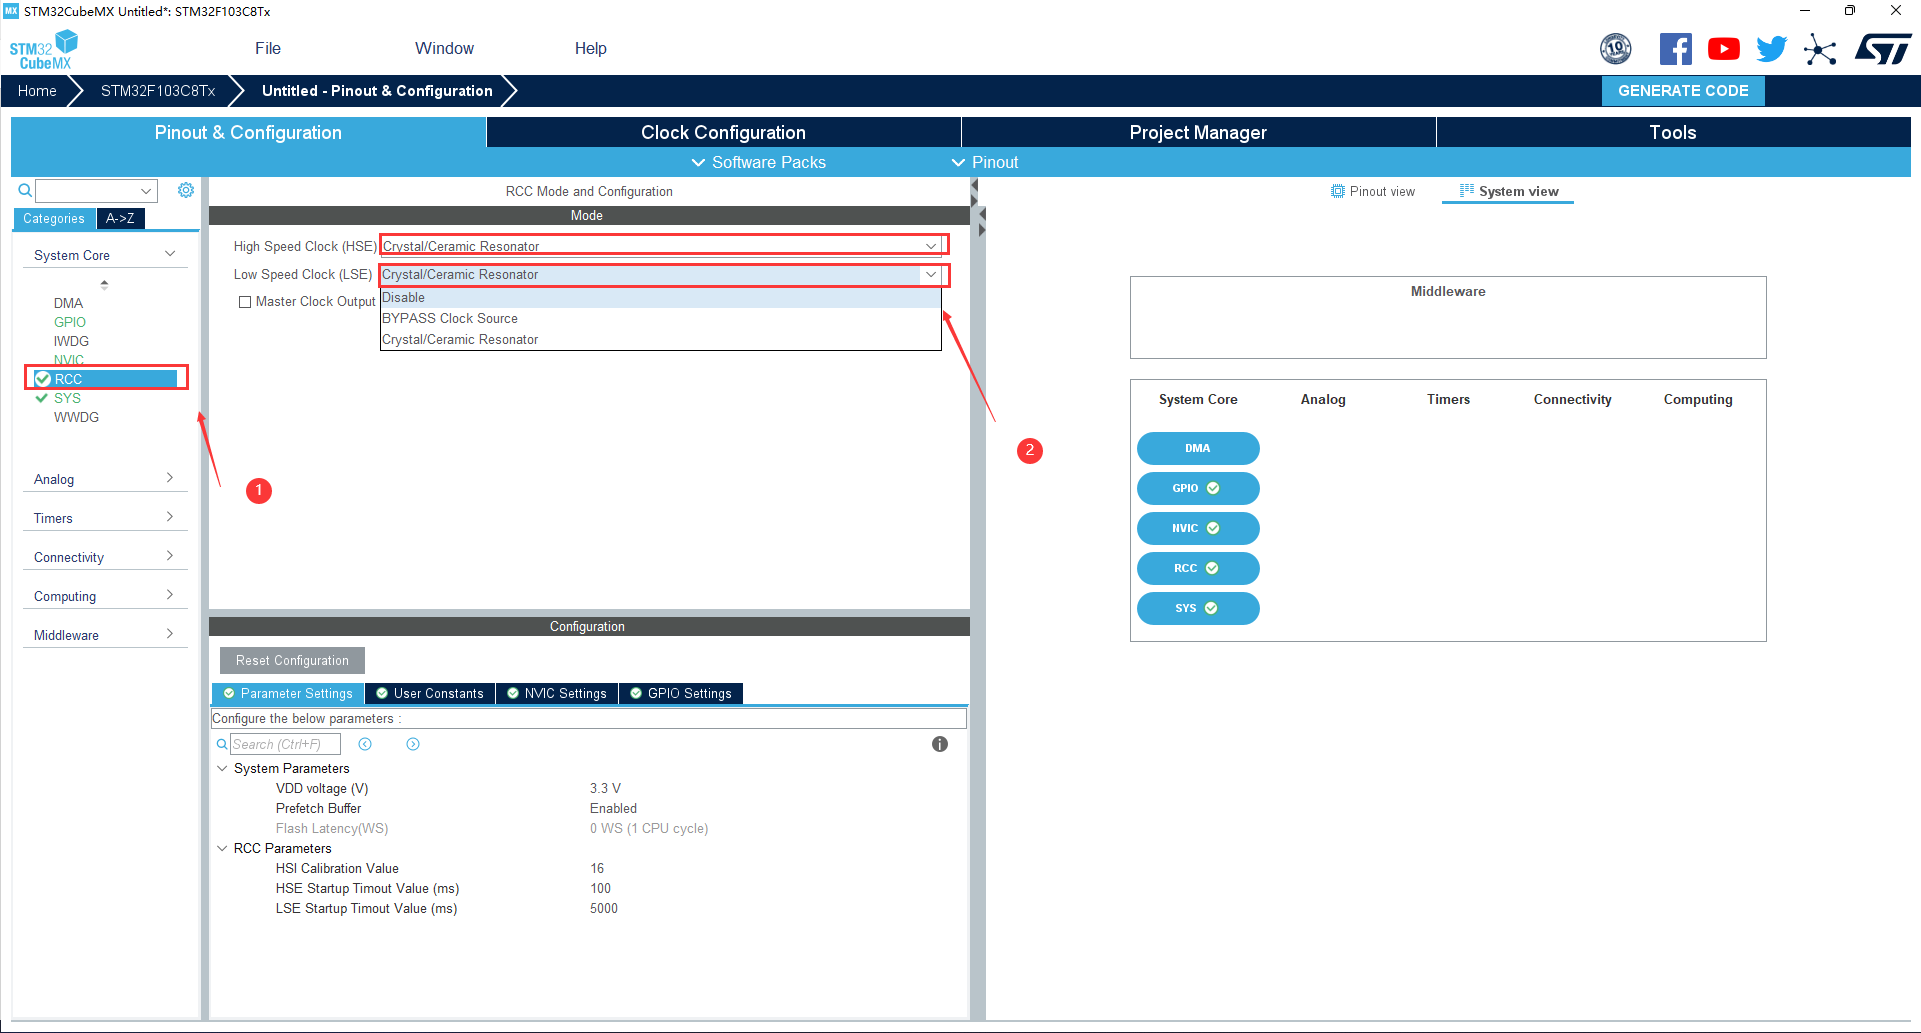 MX STM32CubeMX Untitled*: STM32F103C8Tx
STM32 CubeMX
File Window Help
10
ST
Home STM32F103C8Tx Untitled - Pinout & Configuration GENERATE CODE
Pinout & Configuration Clock Configuration Project Manager Tools
Software Packs Pinout
RCC Mode and Configuration
Pinout view System view
Categories A->Z
Mode
System Core
High Speed Clock (HSE) Crystal/Ceramic Resonator
Low Speed Clock (LSE) Crystal/Ceramic Resonator
Master Clock Output
Disable
BYPASS Clock Source
Crystal/Ceramic Resonator
DMA
GPIO
IWDG
NVIC
RCC
SYS
WWDG
1
2
Analog
Timers
Connectivity
Computing
Middleware
Configuration
Reset Configuration
Parameter Settings User Constants NVIC Settings GPIO Settings
Configure the below parameters :
Search (Ctrl+F)
System Parameters
VDD voltage (V) 3.3 V
Prefetch Buffer Enabled
Flash Latency(WS) 0 WS (1 CPU cycle)
RCC Parameters
HSI Calibration Value 16
HSE Startup Timout Value (ms) 100
LSE Startup Timout Value (ms) 5000
Middleware
System Core Analog Timers Connectivity Computing
DMA
GPIO
NVIC
RCC
SYS